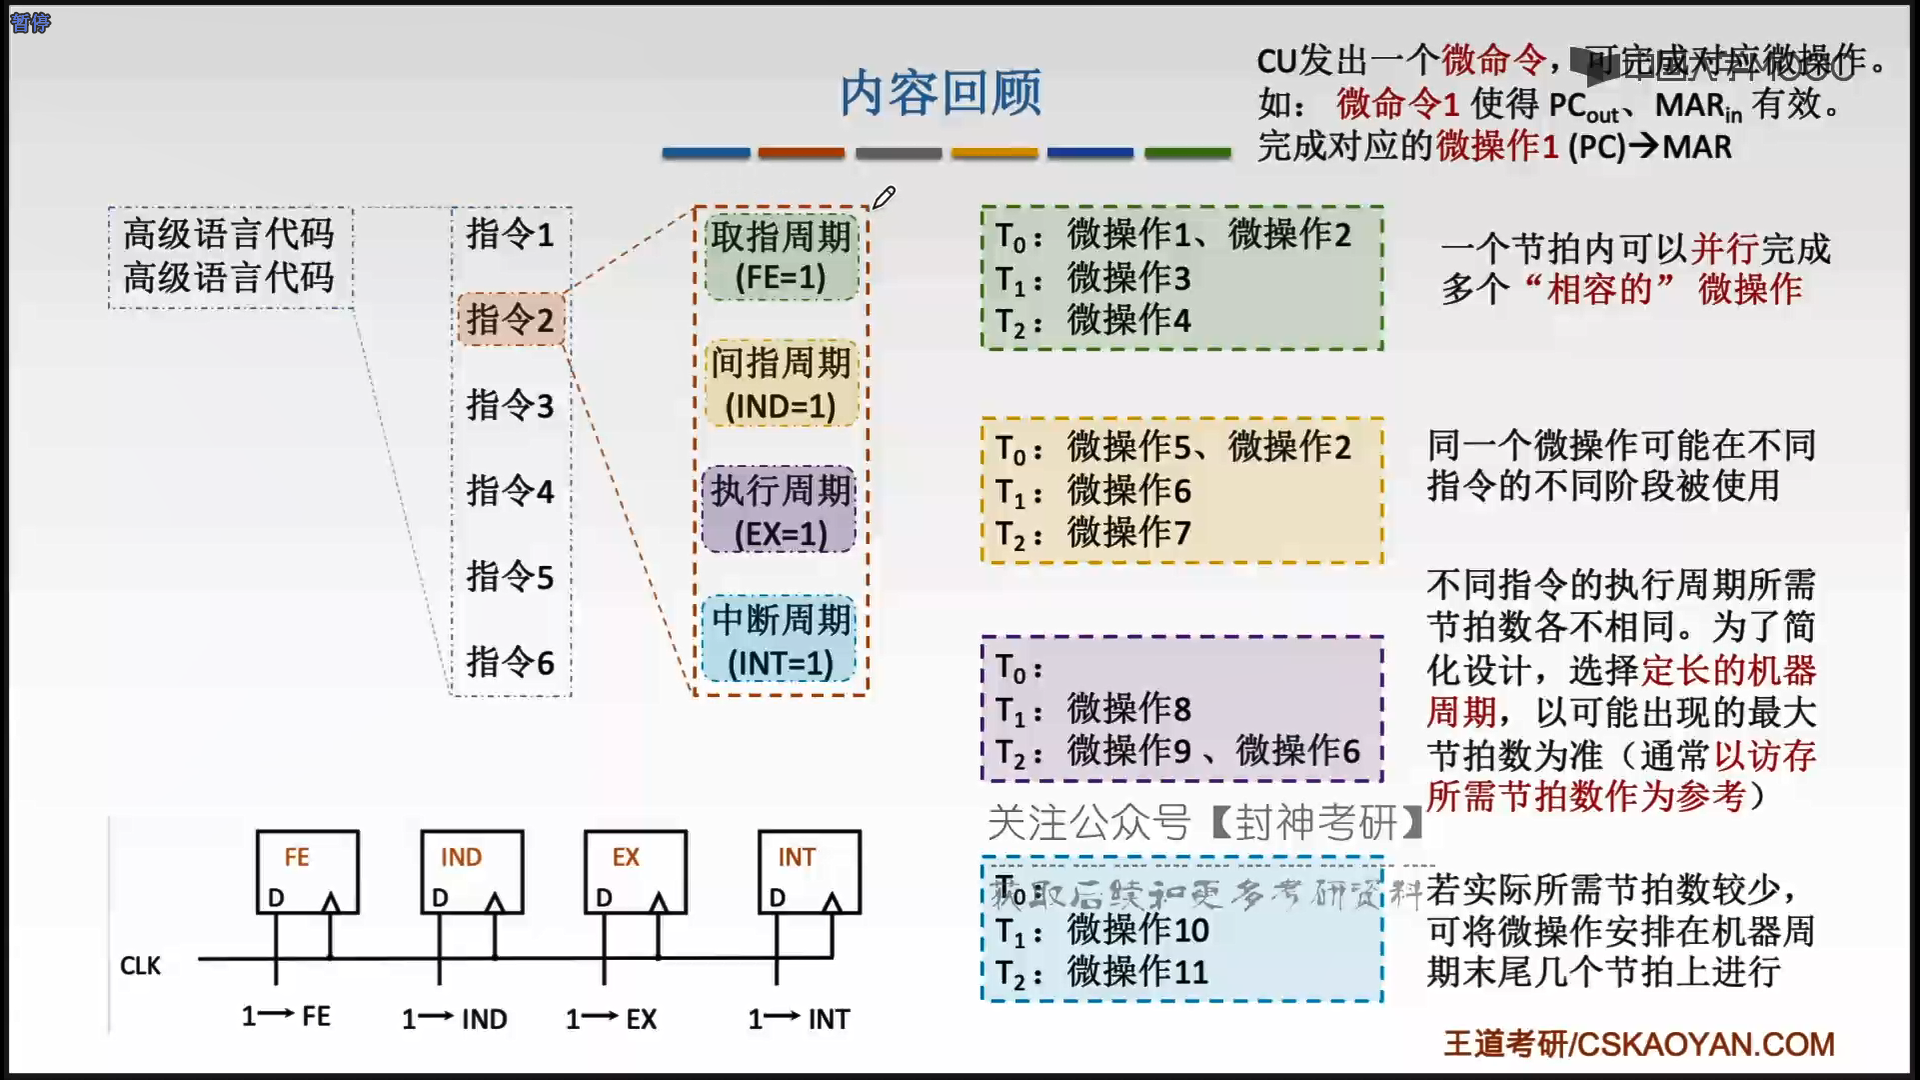 暂停
内容回顾
CU发出一个微命令，可完成对应微操作。
如： 微命令1 使得 PCout、MARin 有效。
完成对应的微操作1 (PC)→MAR
高级语言代码
高级语言代码
指令1
指令2
指令3
指令4
指令5
指令6
取指周期
(FE=1)
间指周期
(IND=1)
执行周期
(EX=1)
中断周期
(INT=1)
T0： 微操作1、微操作2
T1： 微操作3
T2： 微操作4
一个节拍内可以并行完成
多个“相容的” 微操作
T0： 微操作5、微操作2
T1： 微操作6
T2： 微操作7
同一个微操作可能在不同
指令的不同阶段被使用
T0：
T1： 微操作8
T2： 微操作9 、微操作6
不同指令的执行周期所需
节拍数各不相同。为了简
化设计，选择定长的机器
周期，以可能出现的最大
节拍数为准（通常以访存
所需节拍数作为参考）
关注公众号【封神考研】
获取后续和更多考研资料
T0：
T1： 微操作10
T2： 微操作11
若实际所需节拍数较少，
可将微操作安排在机器周
期末尾几个节拍上进行
FE
D
IND
D
EX
D
INT
D
CLK
1→ FE
1→ IND
1→ EX
1→ INT
王道考研/CSKAOYAN.COM